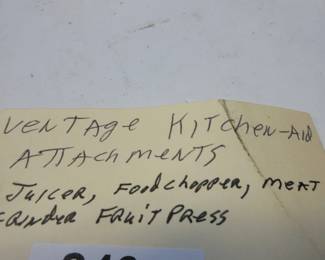 VENTAge KITCHEN-AID
ATTACHMENTS
JuiceR, FoodChoppeR, MEAT
GRINdeR FRuiT PRESS